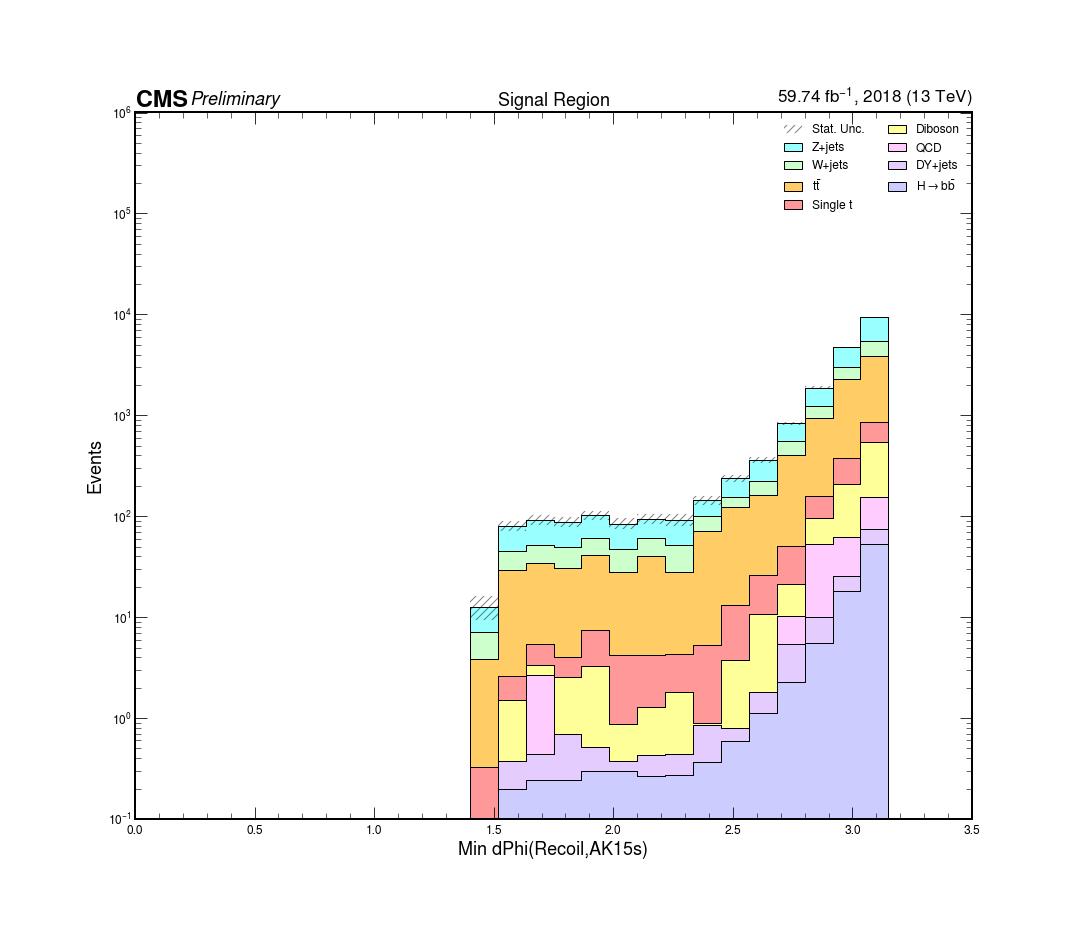 CMS Preliminary Signal Region 59.74 fb⁻¹, 2018 (13 TeV)
10⁶
10⁵
10⁴
10³
10²
10¹
10⁰
10⁻¹
Events
Stat. Unc.
Z+jets
W+jets
tt̄
Single t
Diboson
QCD
DY+jets
H→bb̄
0.0 0.5 1.0 1.5 2.0 2.5 3.0 3.5
Min dPhi(Recoil,AK15s)